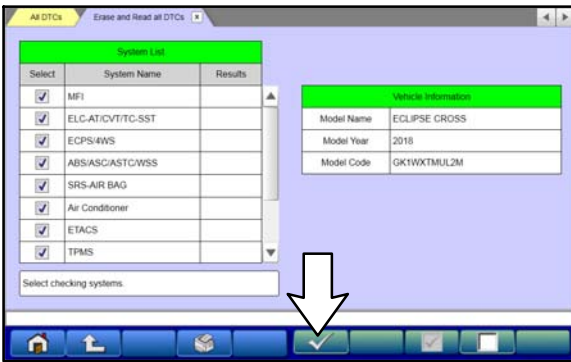 All DTCs
Erase and Read all DTCs
System List
Select System Name Results
MFI
ELC-AT/CVT/TC-SST
ECPS/4WS
ABS/ASC/ASTC/WSS
SRS-AIR BAG
Air Conditioner
ETACS
TPMS
Vehicle Information
Model Name ECLIPSE CROSS
Model Year 2018
Model Code GK1WXTMUL2M
Select checking systems.